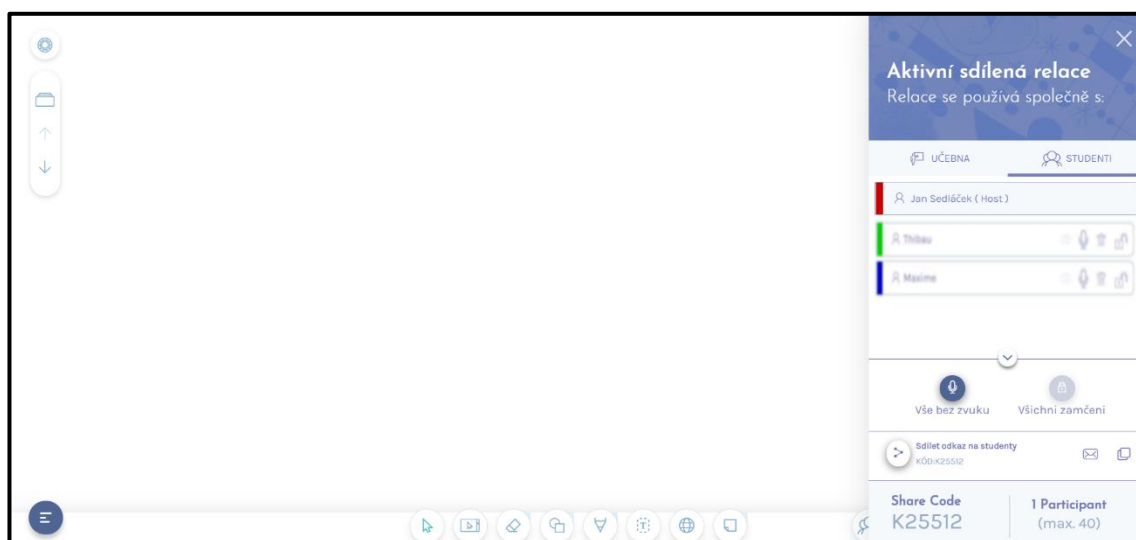 Aktivní sdílená relace
Relace se používá společně s:
UČEBNA
STUDENTI
Jan Sedláček ( Host )
Thibau
Maxime
Vše bez zvuku
Všichni zamčeni
Sdílet odkaz na studenty
KÓD:K25512
Share Code
K25512
1 Participant
(max. 40)